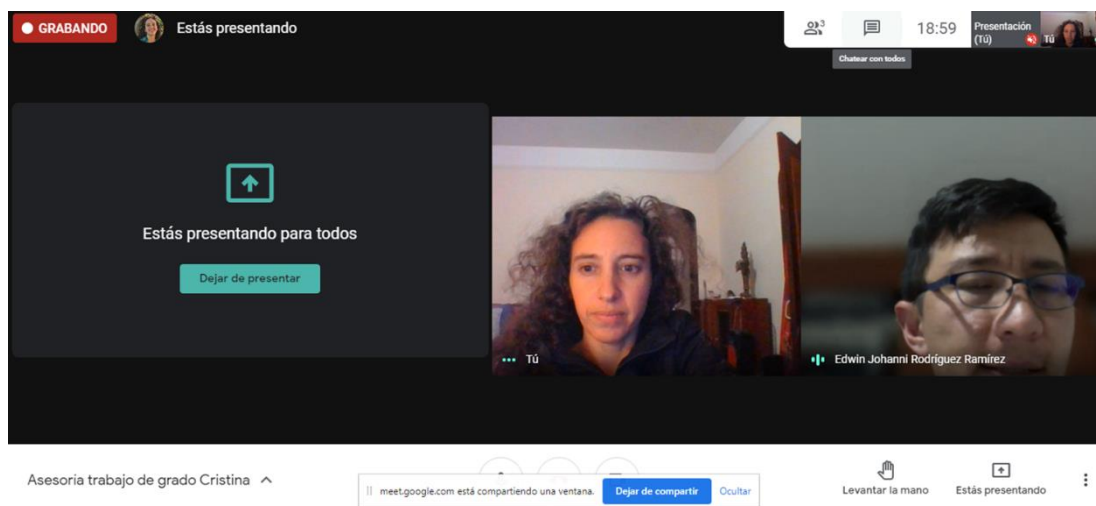 GRABANDO
Estás presentando
3
18:59
Presentación
(Tú)
Tú
Chatear con todos
Estás presentando para todos
Dejar de presentar
Tú
Edwin Johanni Rodríguez Ramírez
Asesoria trabajo de grado Cristina
meet.google.com está compartiendo una ventana.
Dejar de compartir
Ocultar
Levantar la mano
Estás presentando